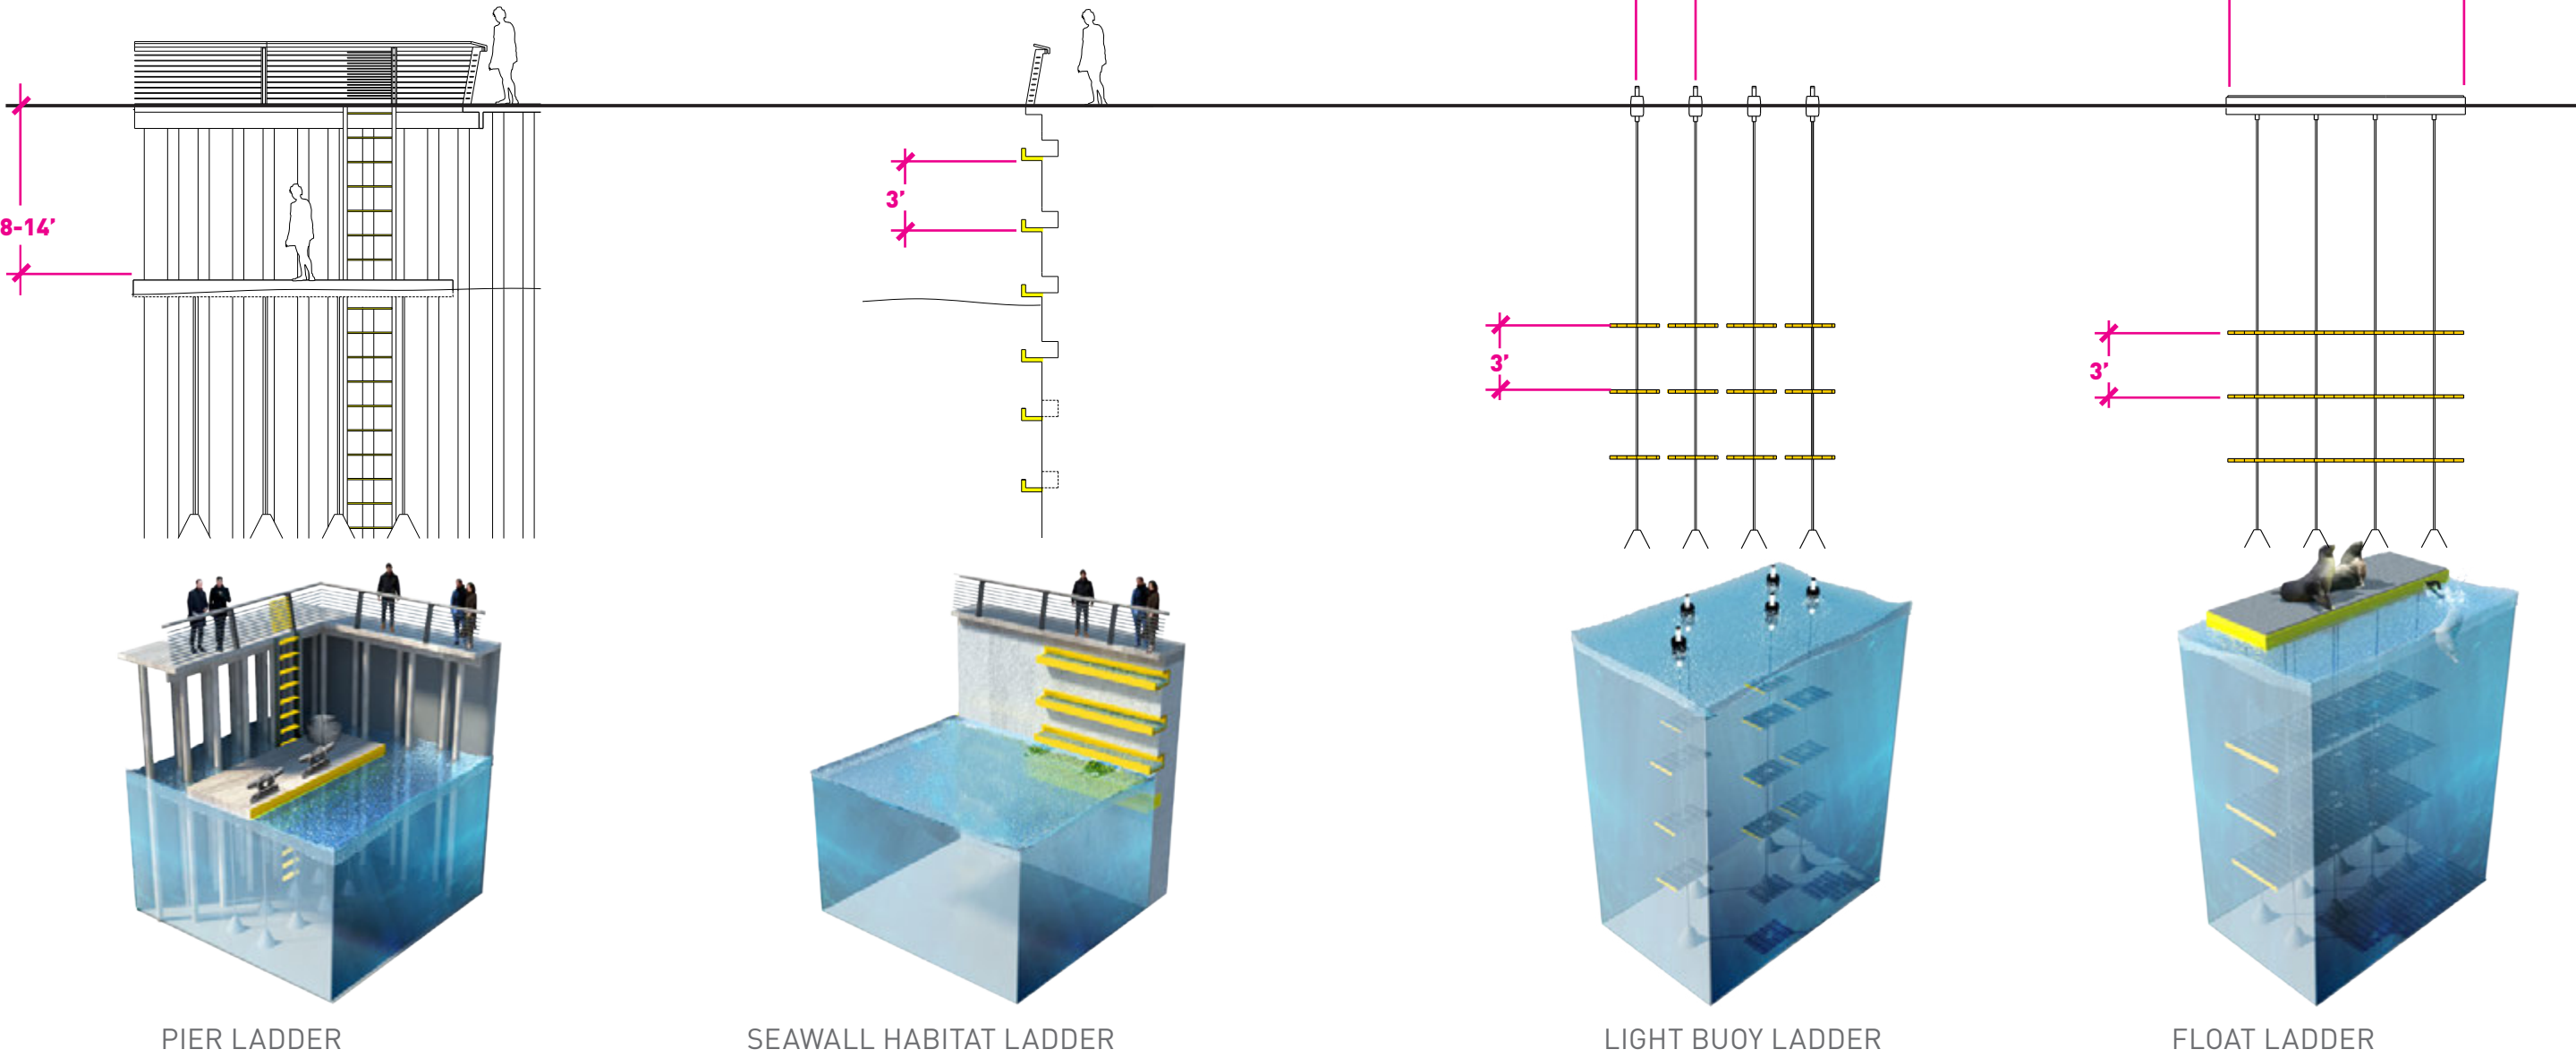 8-14’
3’
3’
3’
PIER LADDER
SEAWALL HABITAT LADDER
LIGHT BUOY LADDER
FLOAT LADDER